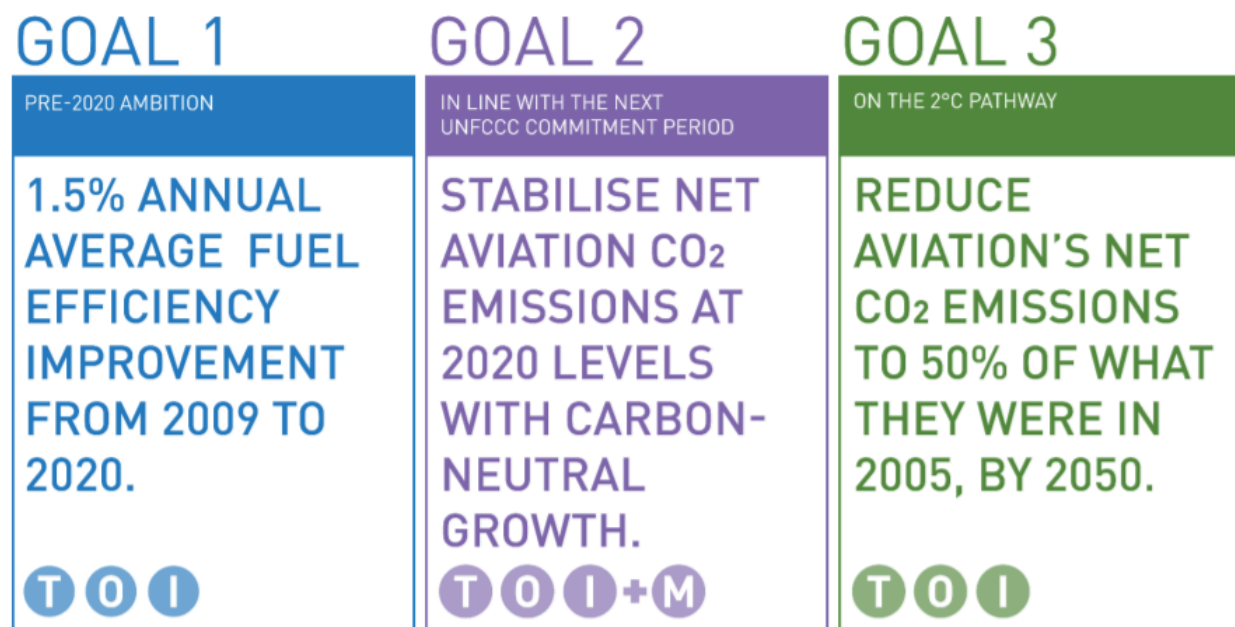 GOAL 1
PRE-2020 AMBITION
1.5% ANNUAL
AVERAGE FUEL
EFFICIENCY
IMPROVEMENT
FROM 2009 TO
2020.
T O I
GOAL 2
IN LINE WITH THE NEXT
UNFCCC COMMITMENT PERIOD
STABILISE NET
AVIATION CO₂
EMISSIONS AT
2020 LEVELS
WITH CARBON-
NEUTRAL
GROWTH.
T O I + M
GOAL 3
ON THE 2°C PATHWAY
REDUCE
AVIATION'S NET
CO₂ EMISSIONS
TO 50% OF WHAT
THEY WERE IN
2005, BY 2050.
T O I